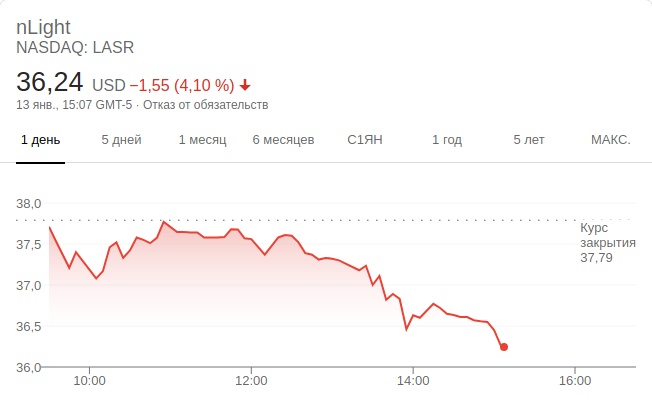 nLight
NASDAQ: LASR
36,24 USD −1,55 (4,10 %)
13 янв., 15:07 GMT-5 · Отказ от обязательств
1 день 5 дней 1 месяц 6 месяцев С1ЯН 1 год 5 лет МАКС.
38,0
Курс
37,5 закрытия
37,79
37,0
36,5
36,0
10:00 12:00 14:00 16:00